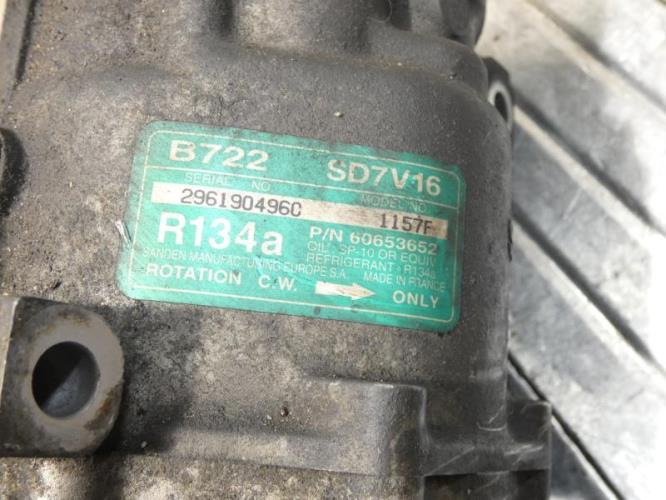 B722 SD7V16
SERIAL NO. MODEL NO.
2961904960 1157F
R134a P/N 60653652
OIL : SP-10 OR EQUIV
REFRIGERANT : R134a
SANDEN MANUFACTURING EUROPE S.A. MADE IN FRANCE
ROTATION C.W. ONLY